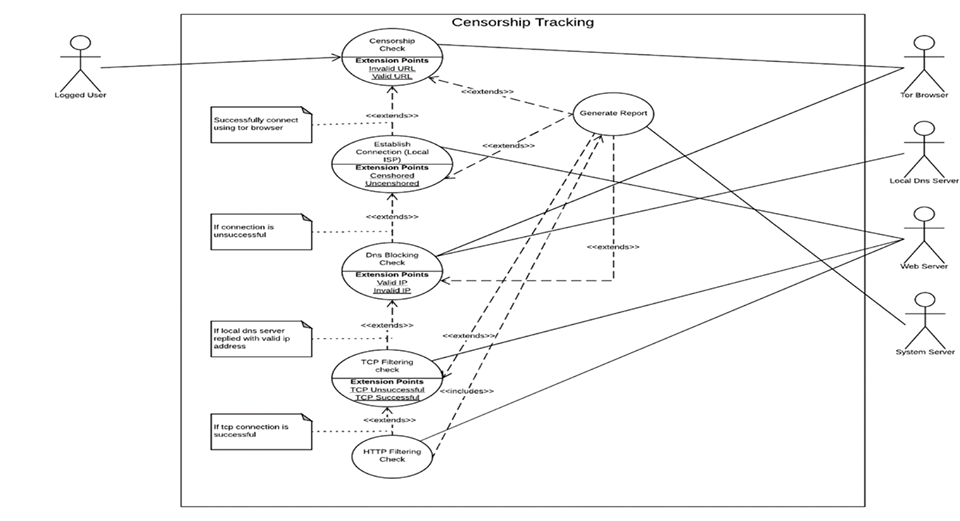 Censorship Tracking
Logged User
Censorship
Check
Extension Points
Invalid URL
Valid URL
Tor Browser
<<extends>>
Generate Report
Successfully connect
using tor browser
<<extends>>
Establish
Connection (Local
ISP)
Extension Points
Censhored
Uncenshored
<<extends>>
Local Dns Server
If connection is
unsuccessful
<<extends>>
Web Server
Dns Blocking
Check
Extension Points
Valid IP
Invalid IP
<<extends>>
If local dns server
replied with valid ip
address
<<extends>>
<<extends>>
System Server
TCP Filtering
check
Extension Points
TCP Unsuccessful
TCP Successful
<<includes>>
If tcp connection is
successful
<<extends>>
HTTP Filtering
Check